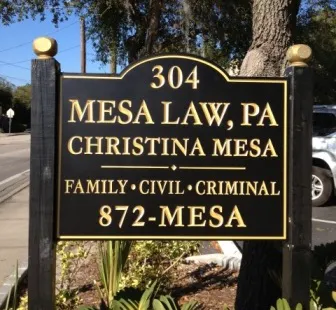 304
MESA LAW, PA
CHRISTINA MESA
FAMILY • CIVIL • CRIMINAL
872-MESA